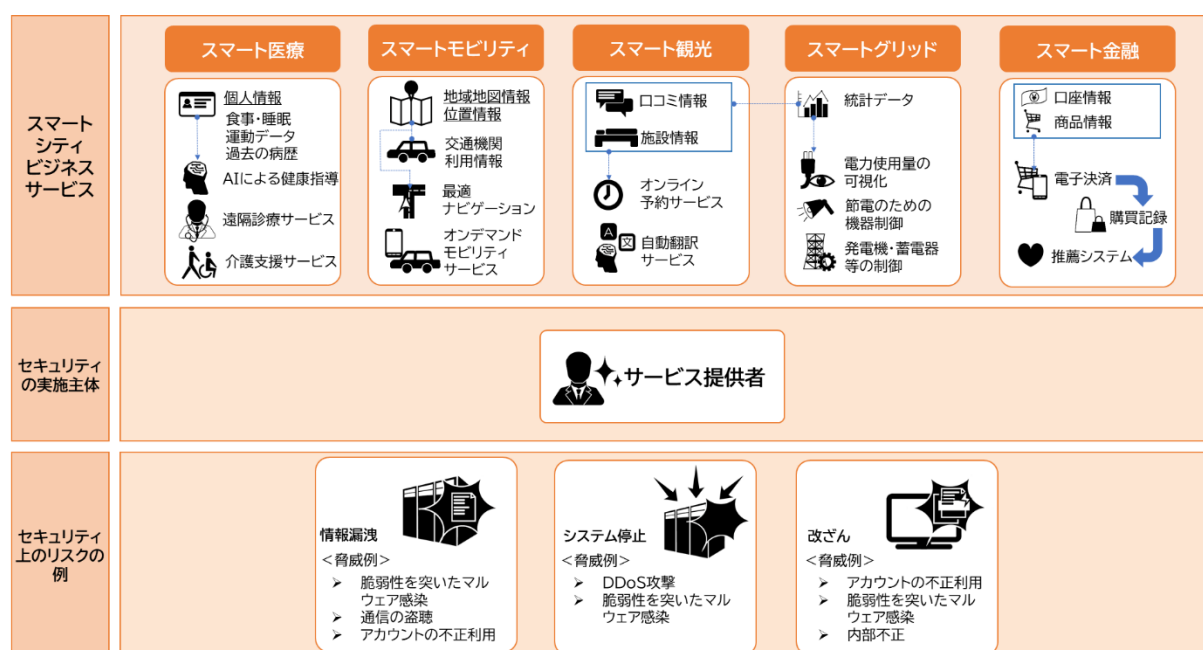 スマート
シティ
ビジネス
サービス
スマート医療
個人情報
食事・睡眠
運動データ
過去の病歴
AIによる健康指導
遠隔診療サービス
介護支援サービス
スマートモビリティ
地域地図情報
位置情報
交通機関
利用情報
最適
ナビゲーション
オンデマンド
モビリティ
サービス
スマート観光
口コミ情報
施設情報
オンライン
予約サービス
A
文
自動翻訳
サービス
スマートグリッド
統計データ
電力使用量の
可視化
節電のための
機器制御
発電機・蓄電器
等の制御
スマート金融
口座情報
商品情報
電子決済
購買記録
推薦システム
セキュリティ
の実施主体
サービス提供者
セキュリティ
上のリスクの
例
情報漏洩
<脅威例>
➢ 脆弱性を突いたマル
ウェア感染
➢ 通信の盗聴
➢ アカウントの不正利用
システム停止
<脅威例>
➢ DDoS攻撃
➢ 脆弱性を突いたマル
ウェア感染
改ざん
<脅威例>
➢ アカウントの不正利用
➢ 脆弱性を突いたマル
ウェア感染
➢ 内部不正